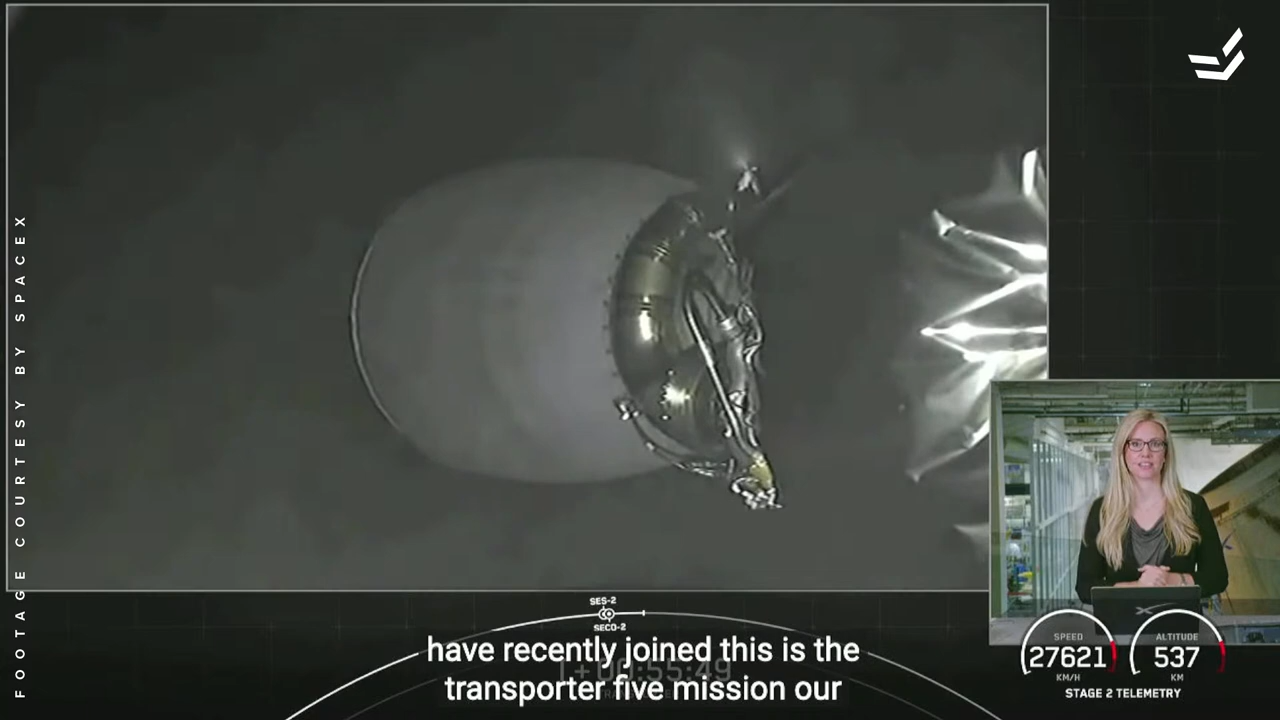 FOOTAGE COURTESY BY SPACEX
SES-2
SECO-2
have recently joined this is the
transporter five mission our
SPEED
27621
KM/H
ALTITUDE
537
KM
STAGE 2 TELEMETRY